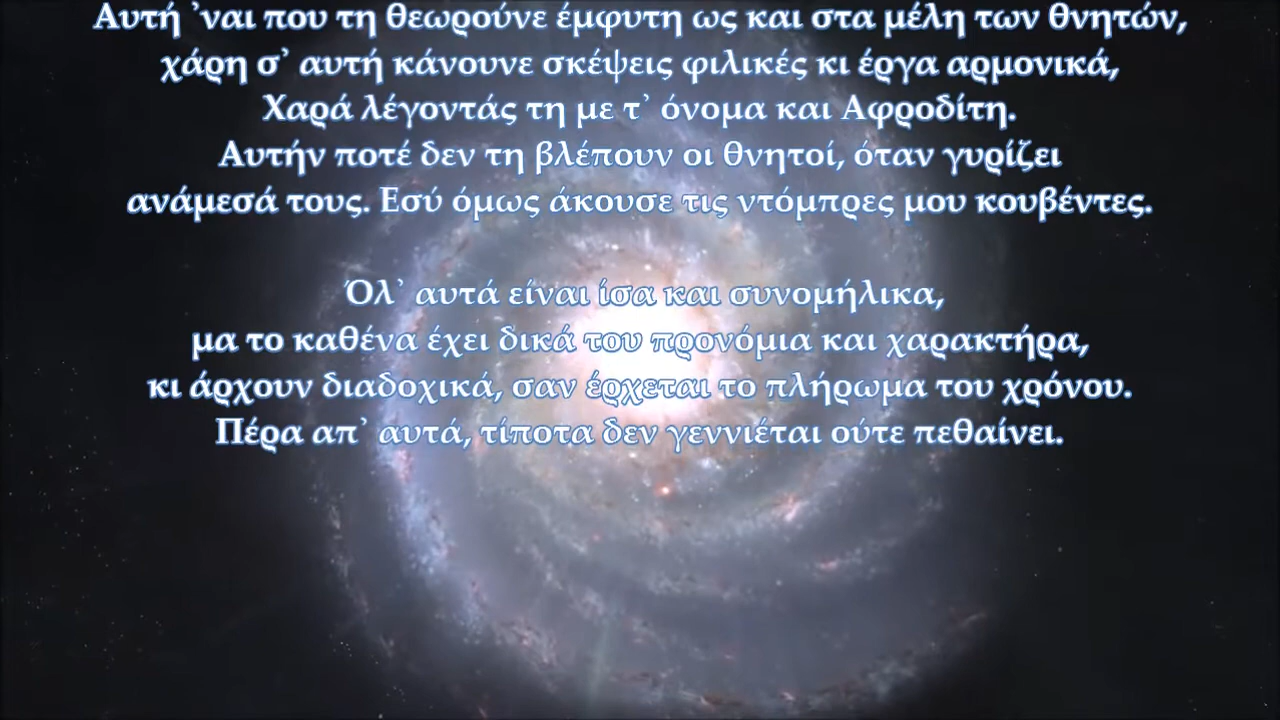 Αυτή ᾿ναι που τη θεωρούνε έμφυτη ως και στα μέλη των θνητών,
χάρη σ᾿ αυτή κάνουνε σκέψεις φιλικές κι έργα αρμονικά,
Χαρά λέγοντάς τη με τ᾿ όνομα και Αφροδίτη.
Αυτήν ποτέ δεν τη βλέπουν οι θνητοί, όταν γυρίζει
ανάμεσά τους. Εσύ όμως άκουσε τις ντόμπρες μου κουβέντες.
Όλ᾿ αυτά είναι ίσα και συνομήλικα,
μα το καθένα έχει δικά του προνόμια και χαρακτήρα,
κι άρχουν διαδοχικά, σαν έρχεται το πλήρωμα του χρόνου.
Πέρα απ᾿ αυτά, τίποτα δεν γεννιέται ούτε πεθαίνει.